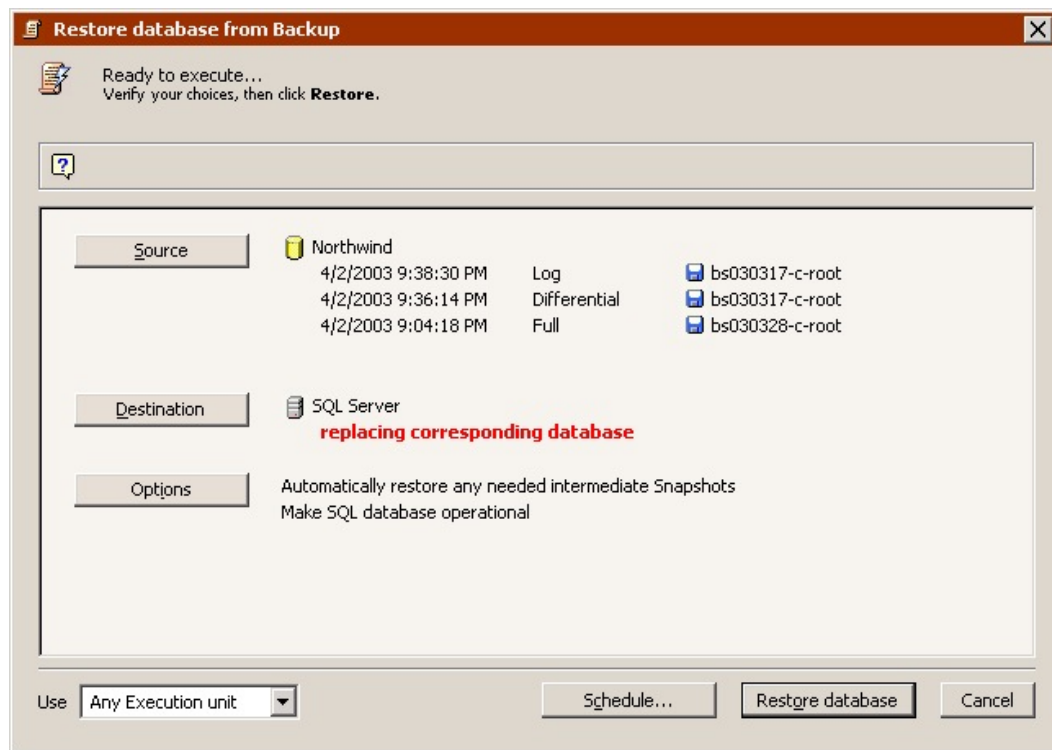 Restore database from Backup
Ready to execute...
Verify your choices, then click Restore.
?
Source
Northwind
4/2/2003 9:38:30 PM Log bs030317-c-root
4/2/2003 9:36:14 PM Differential bs030317-c-root
4/2/2003 9:04:18 PM Full bs030328-c-root
Destination
SQL Server
replacing corresponding database
Options
Automatically restore any needed intermediate Snapshots
Make SQL database operational
Use Any Execution unit Schedule... Restore database Cancel